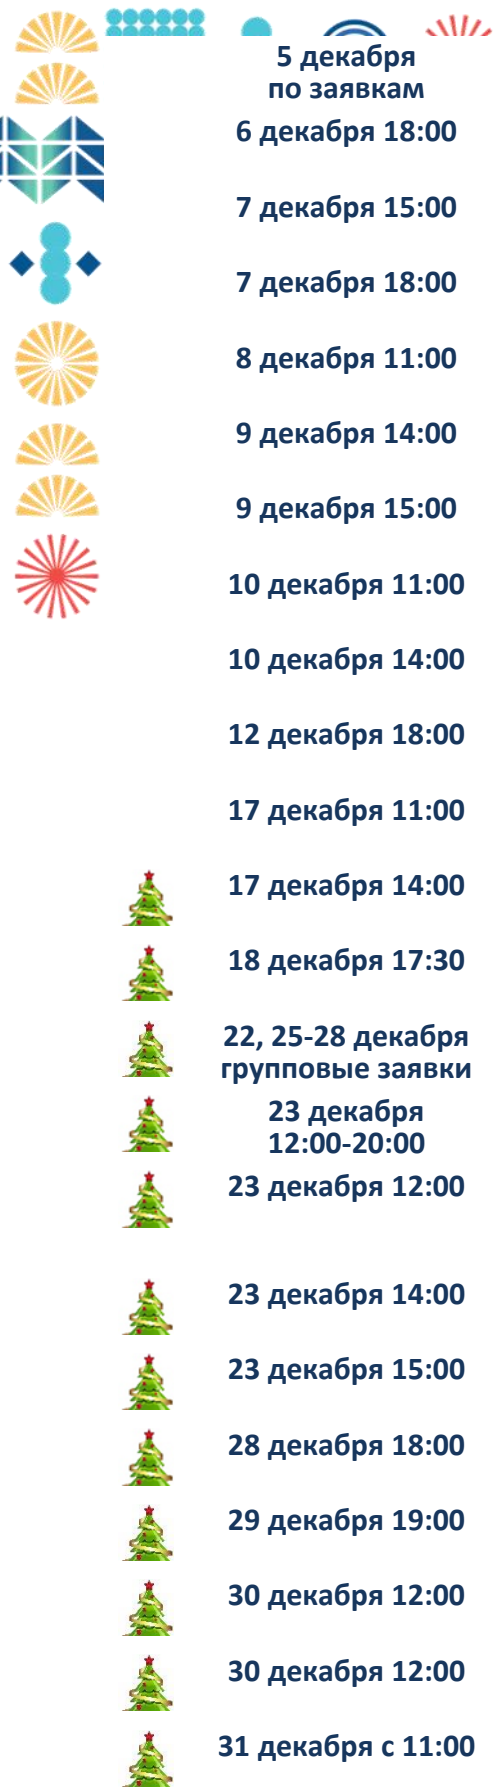 5 декабря
по заявкам
6 декабря 18:00
7 декабря 15:00
7 декабря 18:00
8 декабря 11:00
9 декабря 14:00
9 декабря 15:00
10 декабря 11:00
10 декабря 14:00
12 декабря 18:00
17 декабря 11:00
17 декабря 14:00
18 декабря 17:30
22, 25-28 декабря
групповые заявки
23 декабря
12:00-20:00
23 декабря 12:00
23 декабря 14:00
23 декабря 15:00
28 декабря 18:00
29 декабря 19:00
30 декабря 12:00
30 декабря 12:00
31 декабря с 11:00